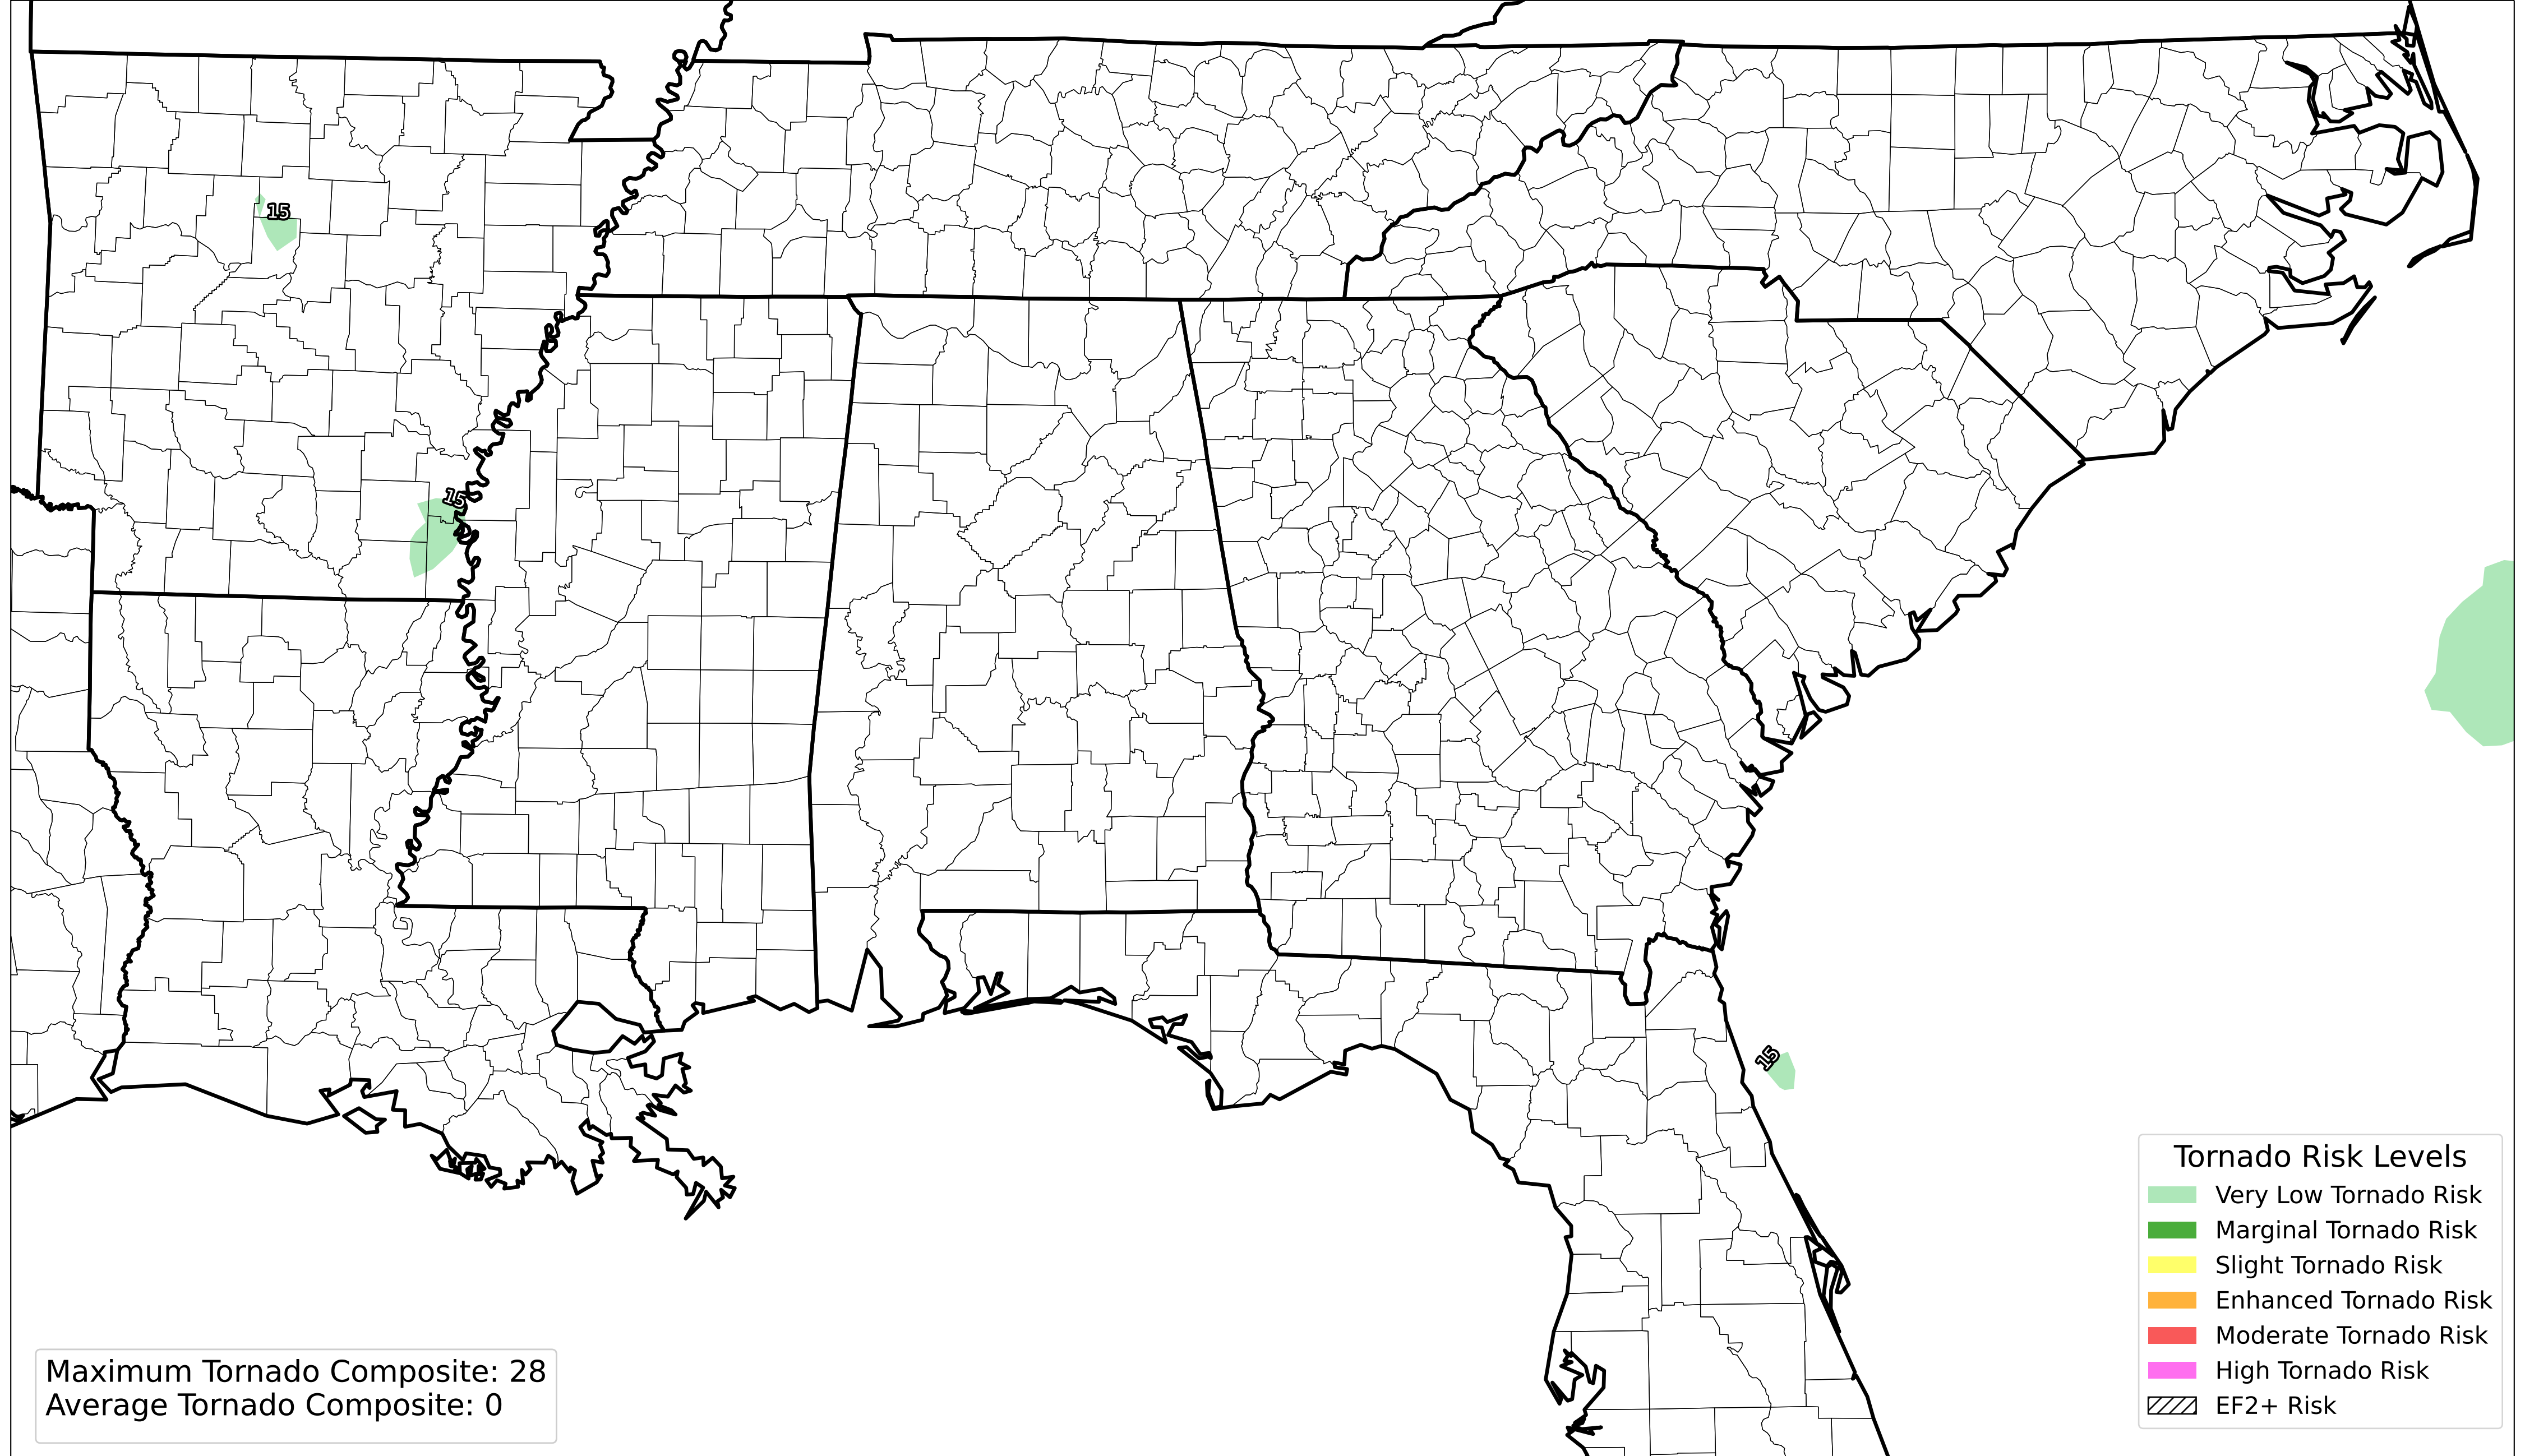 15
15
15
Tornado Risk Levels
Very Low Tornado Risk
Marginal Tornado Risk
Slight Tornado Risk
Enhanced Tornado Risk
Moderate Tornado Risk
High Tornado Risk
EF2+ Risk
Maximum Tornado Composite: 28
Average Tornado Composite: 0